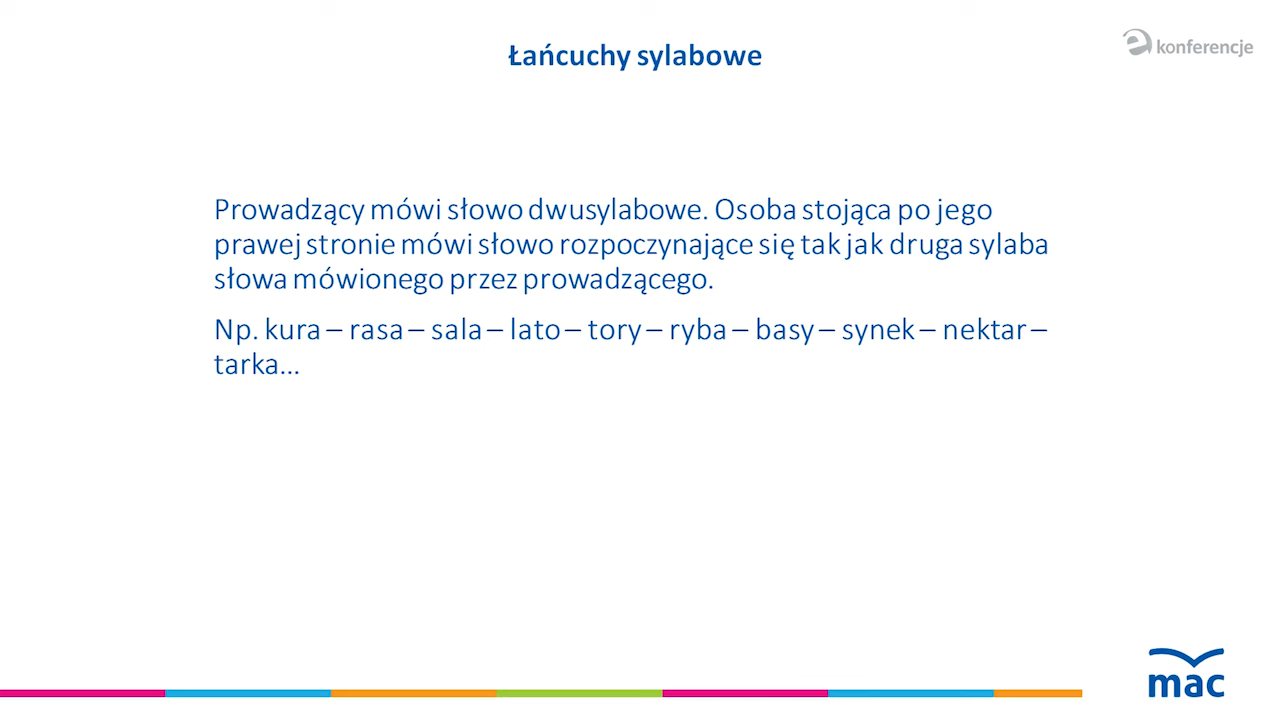 Łańcuchy sylabowe
e konferencje
Prowadzący mówi słowo dwusylabowe. Osoba stojąca po jego
prawej stronie mówi słowo rozpoczynające się tak jak druga sylaba
słowa mówionego przez prowadzącego.
Np. kura – rasa – sala – lato – tory – ryba – basy – synek – nektar –
tarka...
mac